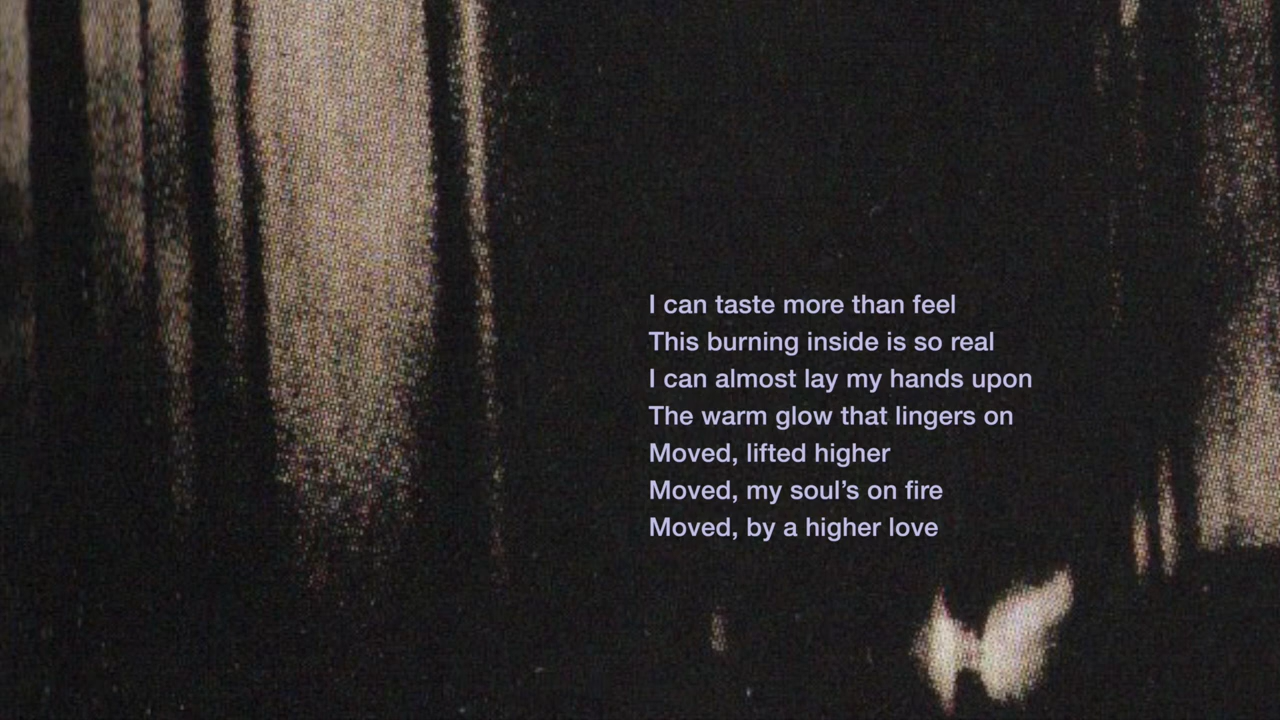 I can taste more than feel
This burning inside is so real
I can almost lay my hands upon
The warm glow that lingers on
Moved, lifted higher
Moved, my soul’s on fire
Moved, by a higher love